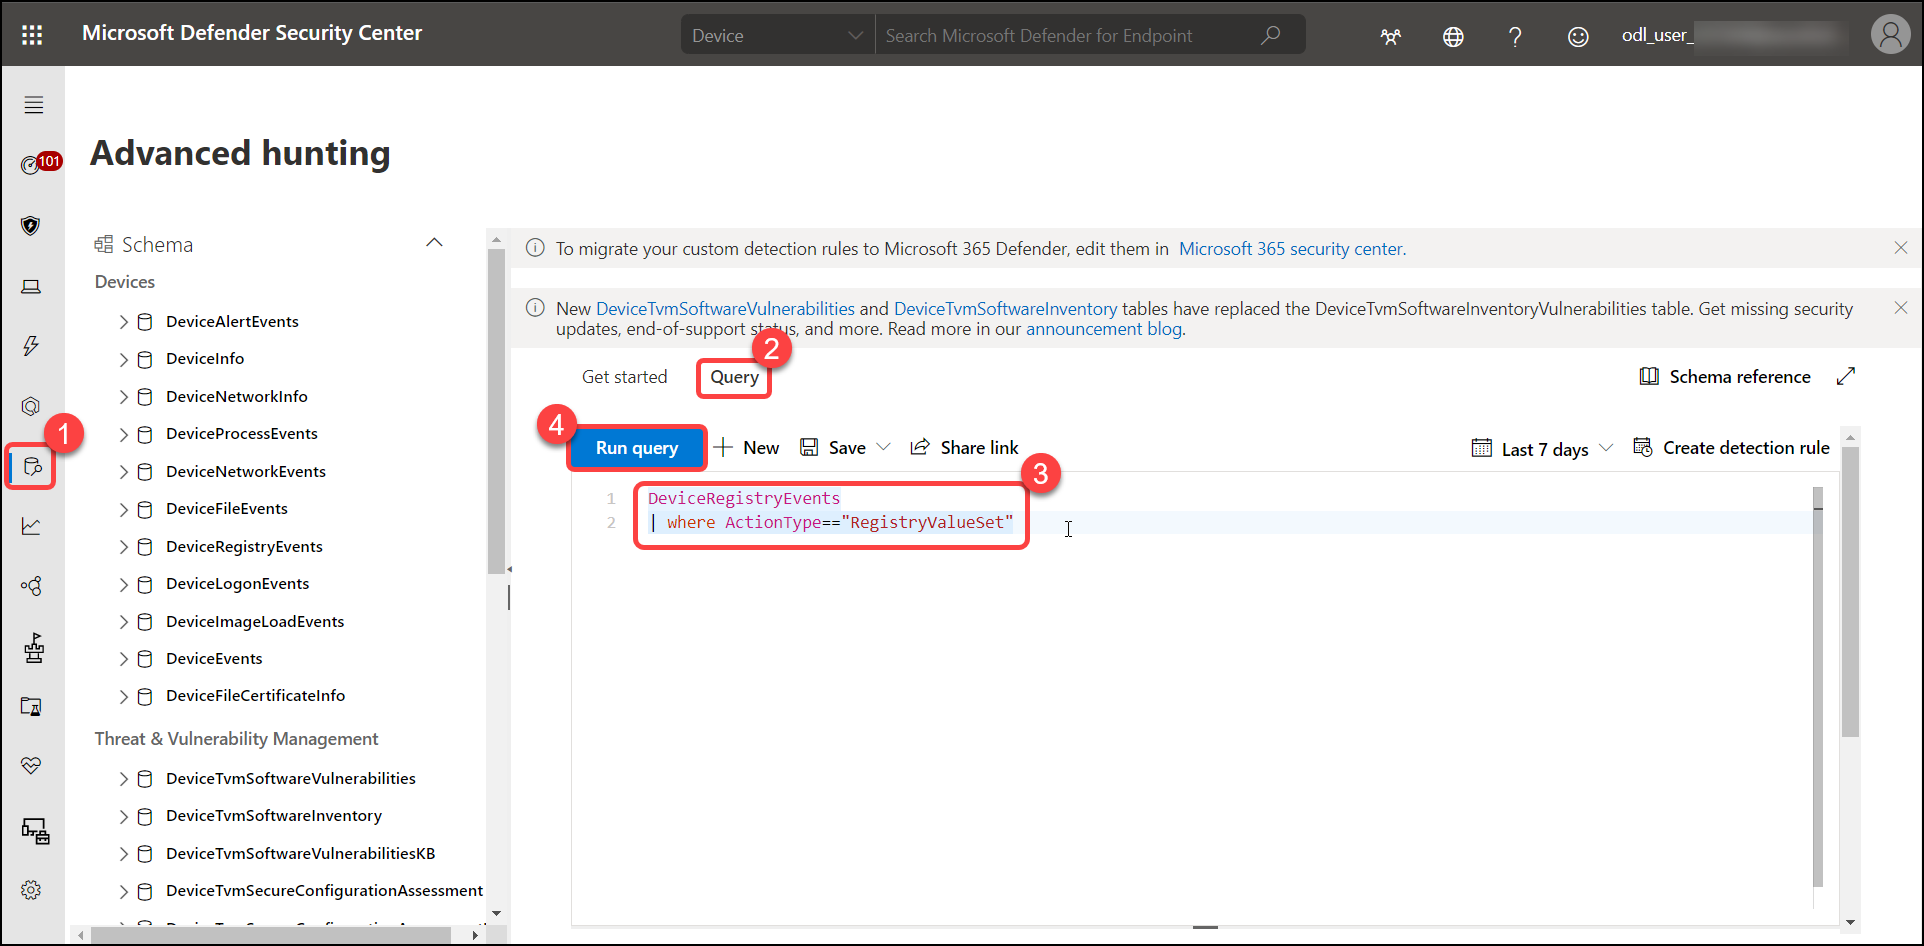 Microsoft Defender Security Center
Device
Search Microsoft Defender for Endpoint
?
odl_user_
101
Advanced hunting
Schema
Devices
DeviceAlertEvents
DeviceInfo
DeviceNetworkInfo
DeviceProcessEvents
DeviceNetworkEvents
DeviceFileEvents
DeviceRegistryEvents
DeviceLogonEvents
DeviceImageLoadEvents
DeviceEvents
DeviceFileCertificateInfo
Threat & Vulnerability Management
DeviceTvmSoftwareVulnerabilities
DeviceTvmSoftwareInventory
DeviceTvmSoftwareVulnerabilitiesKB
DeviceTvmSecureConfigurationAssessment
To migrate your custom detection rules to Microsoft 365 Defender, edit them in Microsoft 365 security center.
New DeviceTvmSoftwareVulnerabilities and DeviceTvmSoftwareInventory tables have replaced the DeviceTvmSoftwareInventoryVulnerabilities table. Get missing security
updates, end-of-support status, and more. Read more in our announcement blog.
1
2
Get started
Query
Schema reference
4
Run query
New
Save
Share link
Last 7 days
Create detection rule
3
1 DeviceRegistryEvents
2 | where ActionType=="RegistryValueSet"